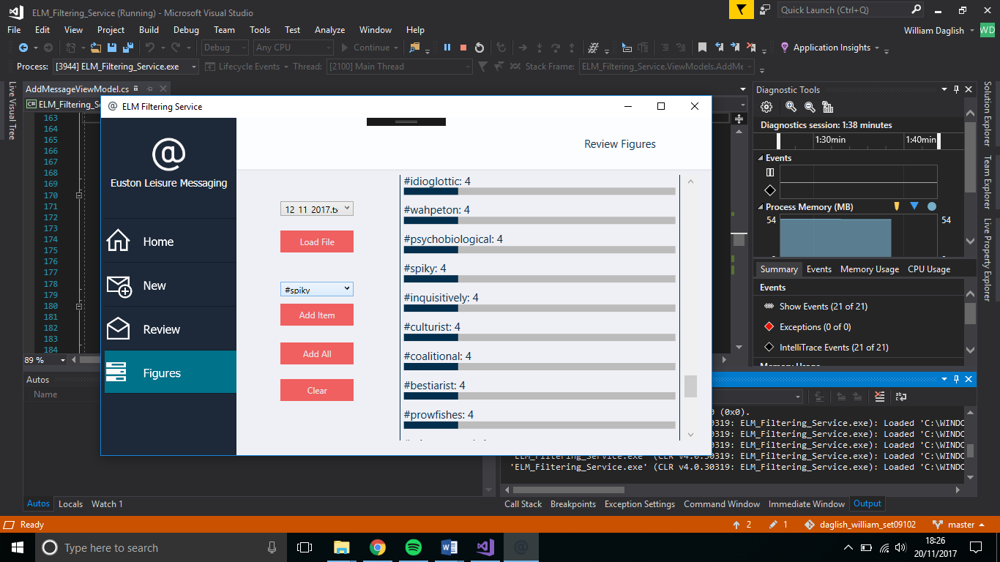 ELM_Filtering_Service (Running) - Microsoft Visual Studio
Quick Launch (Ctrl+Q)
File Edit View Project Build Debug Team Tools Test Analyze Window Help
William Daglish
WD
Debug Any CPU Continue
Application Insights
Process: [3944] ELM_Filtering_Service.exe Lifecycle Events Thread: [2100] Main Thread Stack Frame: ELM_Filtering_Service.ViewModels.AddMe
Live Visual Tree
AddMessageViewModel.cs
C# ELM_Filtering_S
163
164
165
166
167
168
169
170
171
172
173
174
175
176
177
178
179
180
181
182
183
184
89 %
@ ELM Filtering Service
@
Euston Leisure Messaging
Home
New
Review
Figures
Review Figures
12_11_2017.tx
Load File
#spiky
Add Item
Add All
Clear
#idioglottic: 4
#wahpeton: 4
#psychobiological: 4
#spiky: 4
#inquisitively: 4
#culturist: 4
#coalitional: 4
#bestiarist: 4
#prowfishes: 4
Diagnostic Tools
Diagnostics session: 1:38 minutes
1:30min 1:40min
Events
Process Memory (MB)
54 54
Summary Events Memory Usage CPU Usage
Events
Show Events (21 of 21)
Exceptions (0 of 0)
IntelliTrace Events (21 of 21)
Solution Explorer
Team Explorer
Live Property Explorer
Autos
Name
(0x0).
30319: ELM_Filtering_Service.exe): Loaded 'C:\WINDO
30319: ELM_Filtering_Service.exe): Loaded 'C:\WINDO
30319: ELM_Filtering_Service.exe): Loaded 'C:\WINDO
'ELM_Filtering_Service.exe' (CLR v4.0.30319: ELM_Filtering_Service.exe): Loaded 'C:\WINDO
'ELM_Filtering_Service.exe' (CLR v4.0.30319: ELM_Filtering_Service.exe): Loaded 'C:\WINDO
Autos Locals Watch 1
Call Stack Breakpoints Exception Settings Command Window Immediate Window Output
Ready
2 1 daglish_william_set09102 master
Type here to search
18:26
20/11/2017